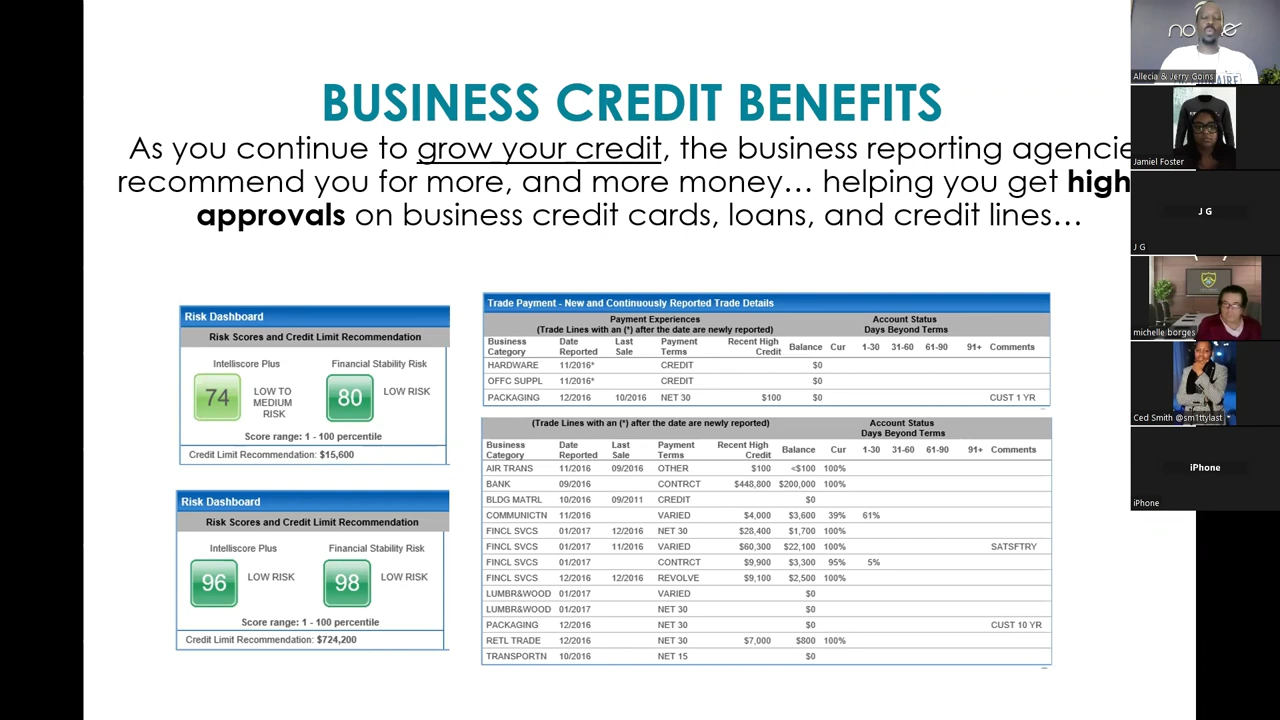 BUSINESS CREDIT BENEFITS
As you continue to grow your credit, the business reporting agencie
recommend you for more, and more money… helping you get high
approvals on business credit cards, loans, and credit lines…
Risk Dashboard
Risk Scores and Credit Limit Recommendation
Intelliscore Plus Financial Stability Risk
74 LOW TO MEDIUM RISK 80 LOW RISK
Score range: 1 - 100 percentile
Credit Limit Recommendation: $15,600
Risk Dashboard
Risk Scores and Credit Limit Recommendation
Intelliscore Plus Financial Stability Risk
96 LOW RISK 98 LOW RISK
Score range: 1 - 100 percentile
Credit Limit Recommendation: $724,200
Trade Payment - New and Continuously Reported Trade Details
Payment Experiences Account Status
(Trade Lines with an (*) after the date are newly reported) Days Beyond Terms
Business Category Date Reported Last Sale Payment Terms Recent High Credit Balance Cur 1-30 31-60 61-90 91+ Comments
HARDWARE 11/2016* CREDIT $0
OFFC SUPPL 11/2016* CREDIT $0
PACKAGING 12/2016 10/2016 NET 30 $100 $0 CUST 1 YR
(Trade Lines with an (*) after the date are newly reported) Account Status
Days Beyond Terms
Business Category Date Reported Last Sale Payment Terms Recent High Credit Balance Cur 1-30 31-60 61-90 91+ Comments
AIR TRANS 11/2016 09/2016 OTHER $100 <$100 100%
BANK 09/2016 CONTRCT $448,800 $200,000 100%
BLDG MATRL 10/2016 09/2011 CREDIT $0
COMMUNICTN 11/2016 VARIED $4,000 $3,600 39% 61%
FINCL SVCS 01/2017 12/2016 NET 30 $28,400 $1,700 100%
FINCL SVCS 01/2017 11/2016 VARIED $60,300 $22,100 100% SATSFTRY
FINCL SVCS 01/2017 CONTRCT $9,900 $3,300 95% 5%
FINCL SVCS 12/2016 12/2016 REVOLVE $9,100 $2,500 100%
LUMBR&WOOD 01/2017 VARIED $0
LUMBR&WOOD 01/2017 NET 30 $0
PACKAGING 12/2016 NET 30 $0 CUST 10 YR
RETL TRADE 12/2016 NET 30 $7,000 $800 100%
TRANSPORTN 10/2016 NET 15 $0
Allecia & Jerry Goins
Jamiel Foster
J G
J G
michelle borges
Ced Smith @sm1ttylast
iPhone
iPhone